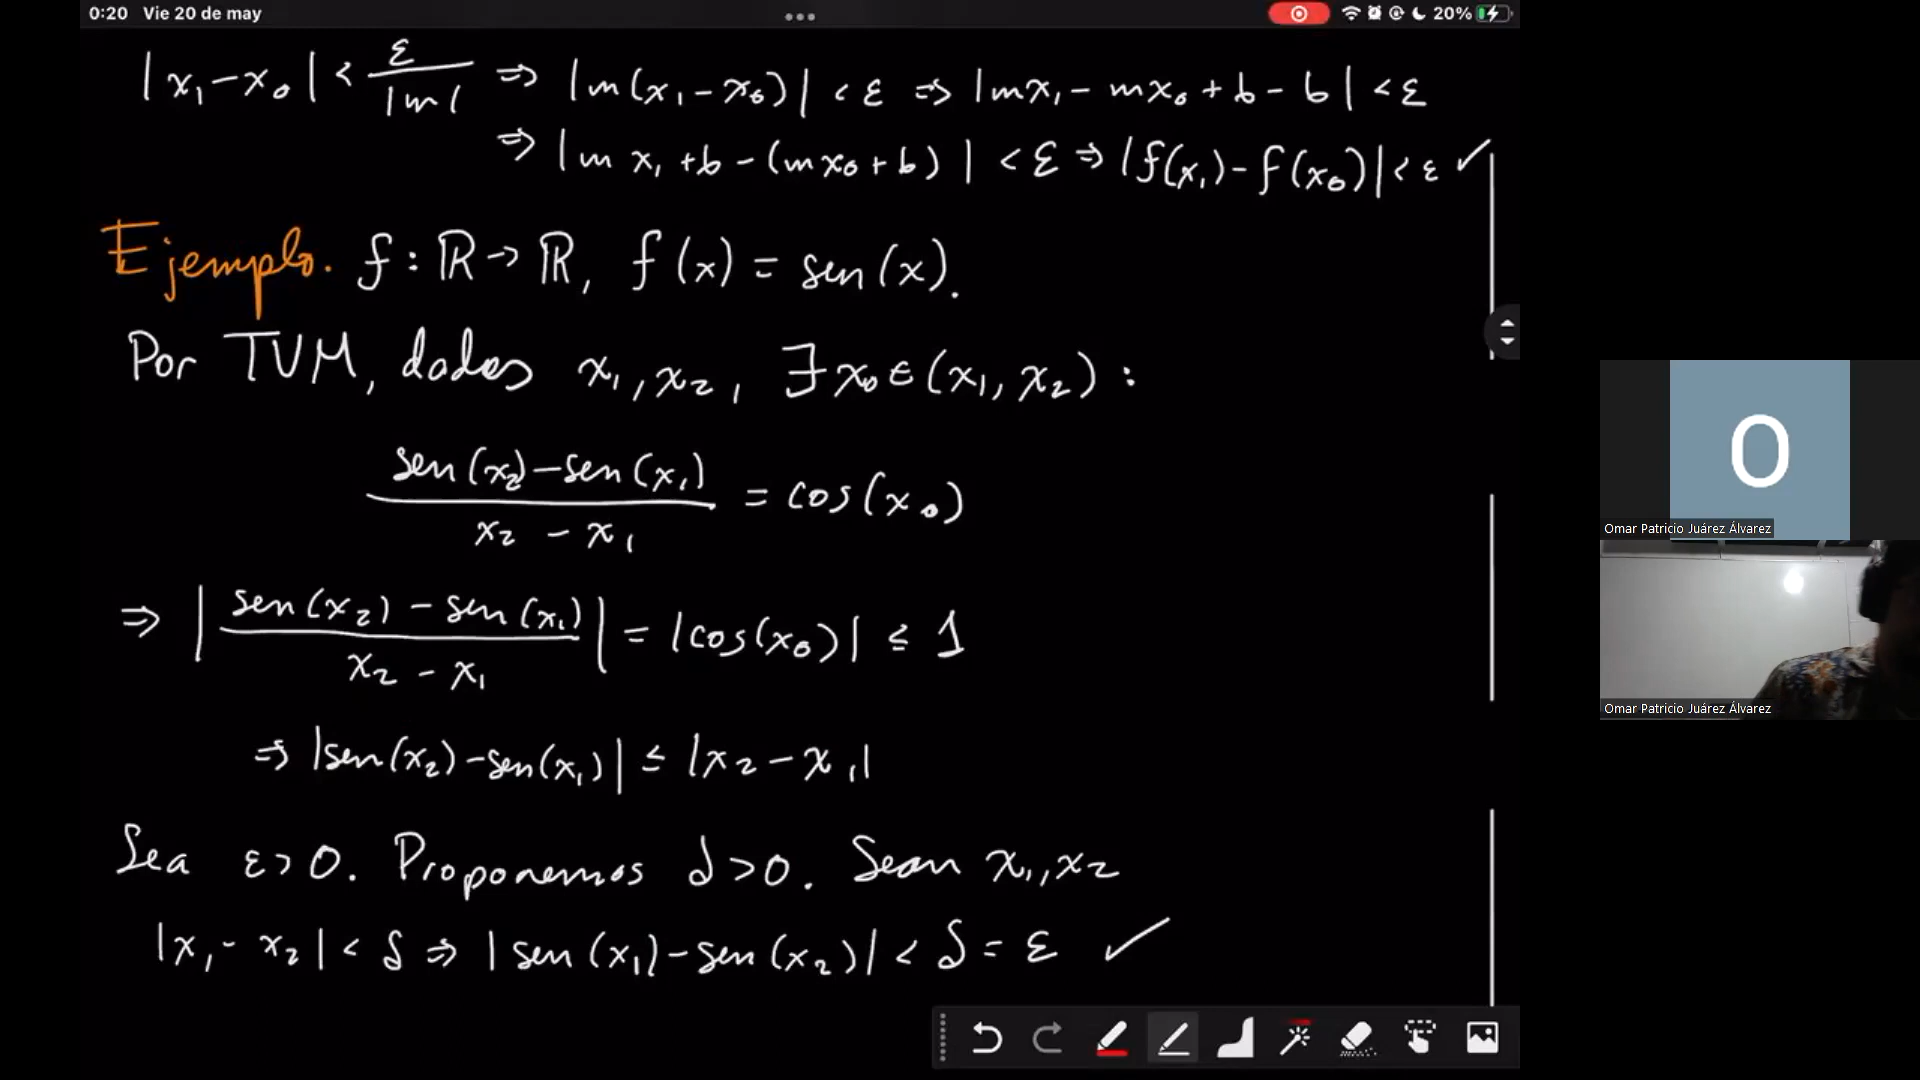 0:20 Vie 20 de may
20%
|x₁ - x₀| < ε/|m| ⇒ |m(x₁ - x₀)| < ε ⇒ |mx₁ - mx₀ + b - b| < ε
⇒ |m x₁ + b - (mx₀ + b)| < ε ⇒ |f(x₁) - f(x₀)| < ε ✓
Ejemplo. f : ℝ → ℝ, f(x) = sen(x).
Por TVM, dados x₁, x₂, ∃ x₀ ∈ (x₁, x₂) :
(sen(x₂) - sen(x₁))/(x₂ - x₁) = cos(x₀)
⇒ |(sen(x₂) - sen(x₁))/(x₂ - x₁)| = |cos(x₀)| ≤ 1
⇒ |sen(x₂) - sen(x₁)| ≤ |x₂ - x₁|
Sea ε > 0. Proponemos δ > 0. Sean x₁, x₂
|x₁ - x₂| < δ ⇒ |sen(x₁) - sen(x₂)| < δ = ε ✓
O
Omar Patricio Juárez Álvarez
Omar Patricio Juárez Álvarez